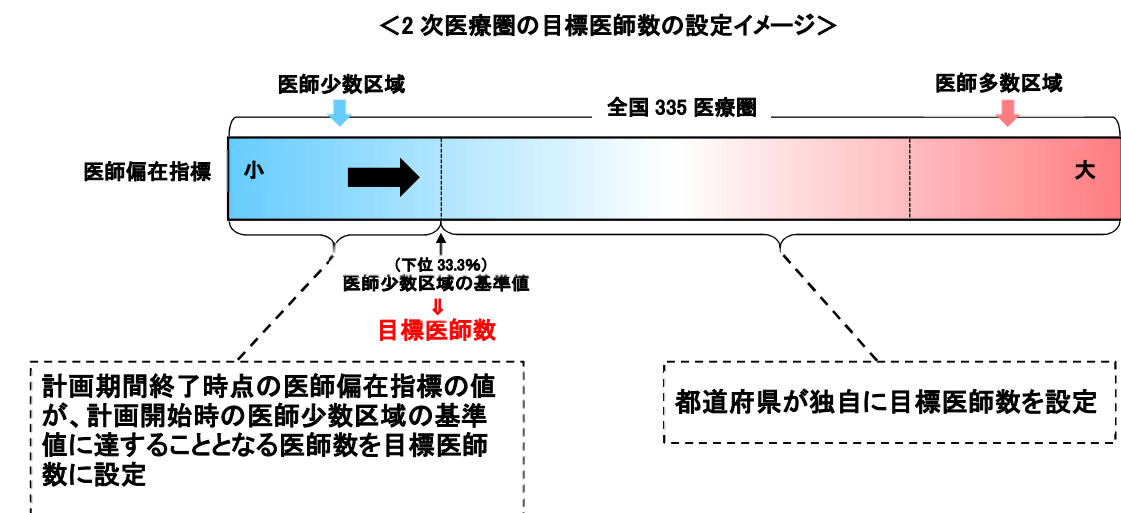 ＜2 次医療圏の目標医師数の設定イメージ＞
医師少数区域
医師多数区域
全国 335 医療圏
医師偏在指標
小
大
（下位 33.3%）
医師少数区域の基準値
⇓
目標医師数
計画期間終了時点の医師偏在指標の値
が、計画開始時の医師少数区域の基準
値に達することとなる医師数を目標医師
数に設定
都道府県が独自に目標医師数を設定